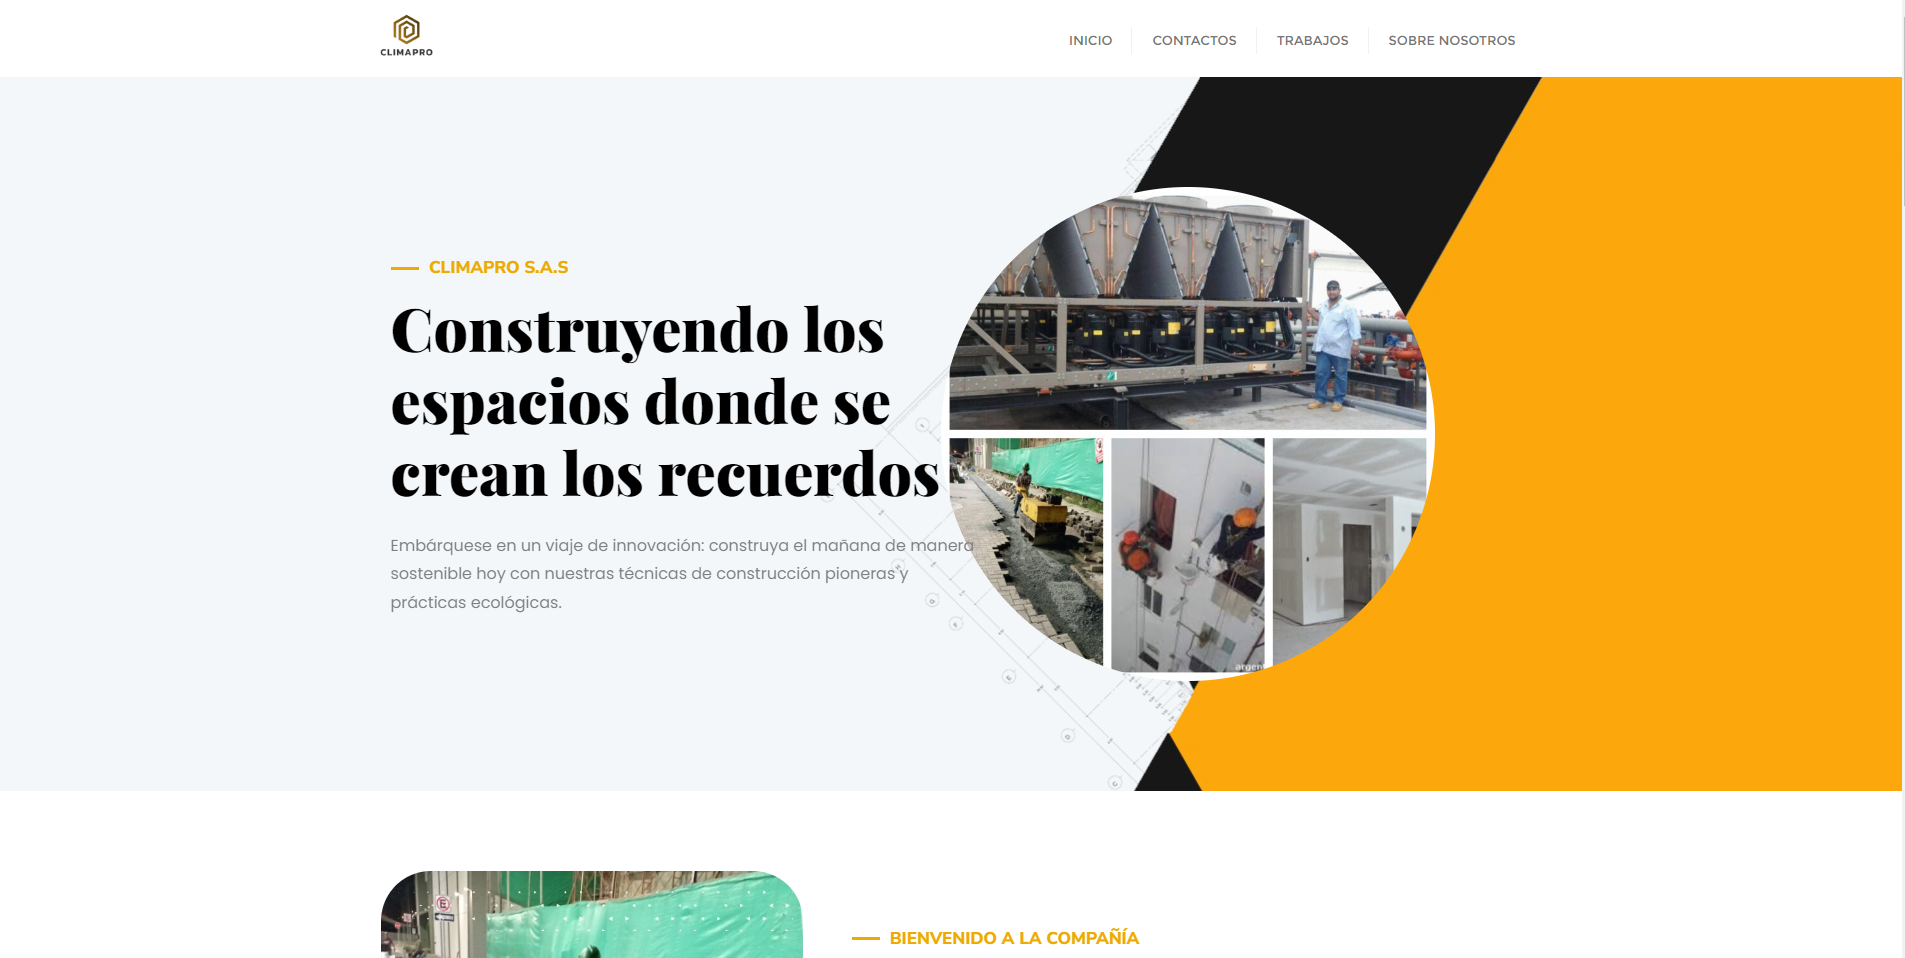 CLIMAPRO
INICIO
CONTACTOS
TRABAJOS
SOBRE NOSOTROS
CLIMAPRO S.A.S
Construyendo los
espacios donde se
crean los recuerdos
Embárquese en un viaje de innovación: construya el mañana de manera
sostenible hoy con nuestras técnicas de construcción pioneras y
prácticas ecológicas.
argent
E
BIENVENIDO A LA COMPAÑÍA